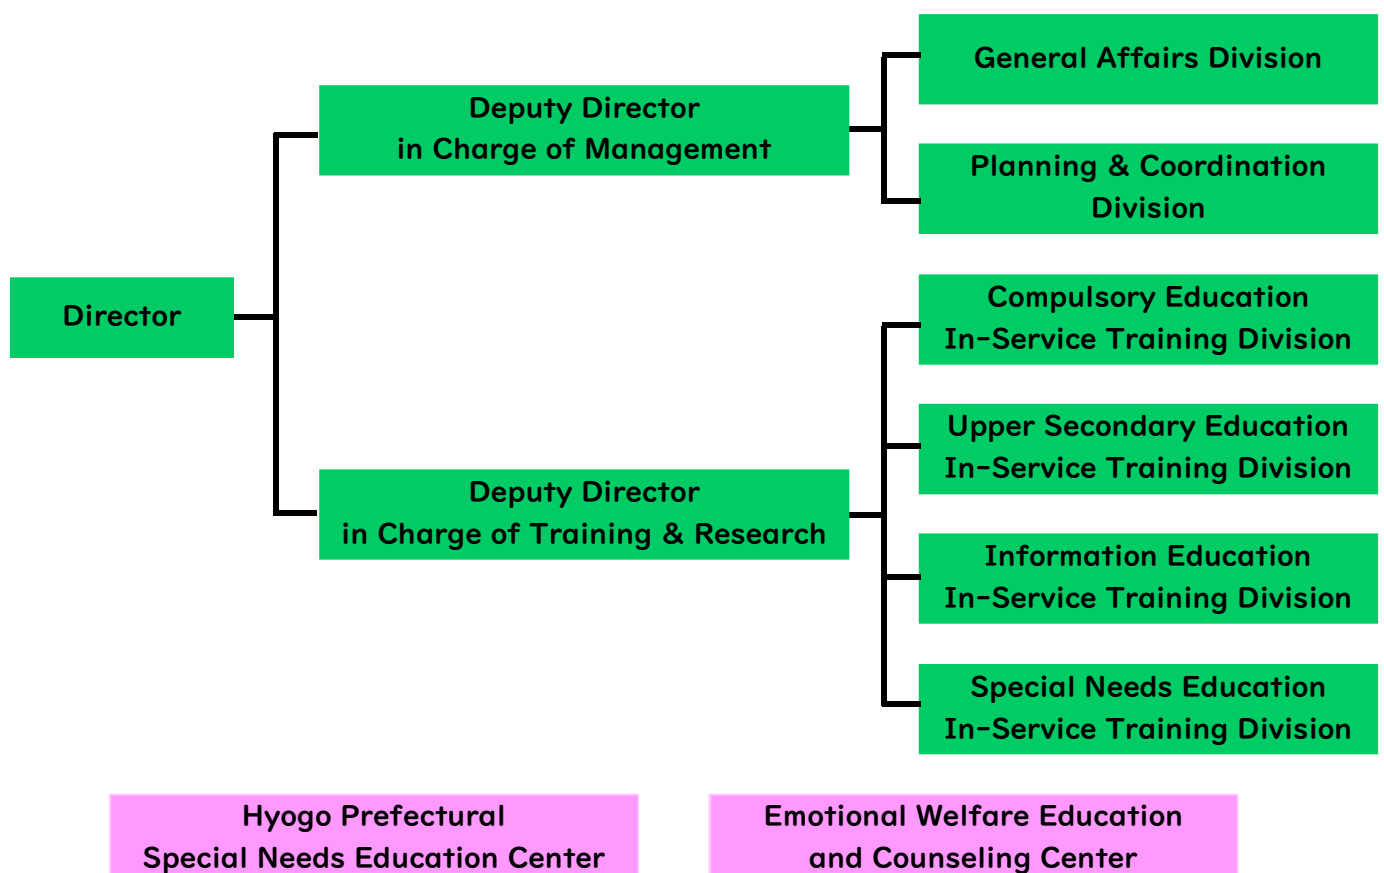 General Affairs Division
Deputy Director
in Charge of Management
Planning & Coordination
Division
Director
Compulsory Education
In-Service Training Division
Upper Secondary Education
In-Service Training Division
Deputy Director
in Charge of Training & Research
Information Education
In-Service Training Division
Special Needs Education
In-Service Training Division
Hyogo Prefectural
Special Needs Education Center
Emotional Welfare Education
and Counseling Center